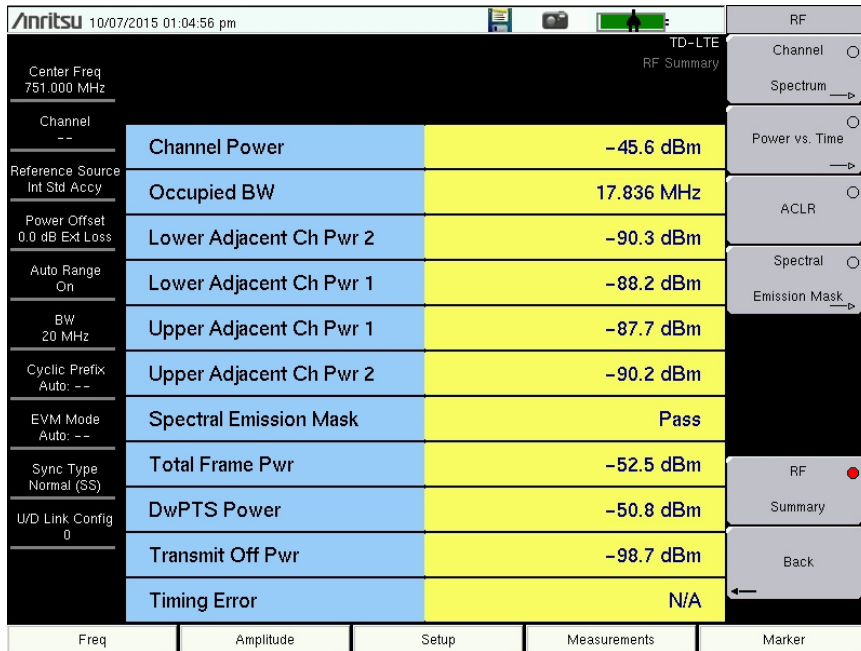 Anritsu 10/07/2015 01:04:56 pm
TD-LTE
RF Summary
Center Freq
751.000 MHz
Channel
--
Reference Source
Int Std Accy
Power Offset
0.0 dB Ext Loss
Auto Range
On
BW
20 MHz
Cyclic Prefix
Auto: --
EVM Mode
Auto: --
Sync Type
Normal (SS)
U/D Link Config
0
Channel Power -45.6 dBm
Occupied BW 17.836 MHz
Lower Adjacent Ch Pwr 2 -90.3 dBm
Lower Adjacent Ch Pwr 1 -88.2 dBm
Upper Adjacent Ch Pwr 1 -87.7 dBm
Upper Adjacent Ch Pwr 2 -90.2 dBm
Spectral Emission Mask Pass
Total Frame Pwr -52.5 dBm
DwPTS Power -50.8 dBm
Transmit Off Pwr -98.7 dBm
Timing Error N/A
RF
Channel
Spectrum
Power vs. Time
ACLR
Spectral
Emission Mask
RF
Summary
Back
Freq Amplitude Setup Measurements Marker